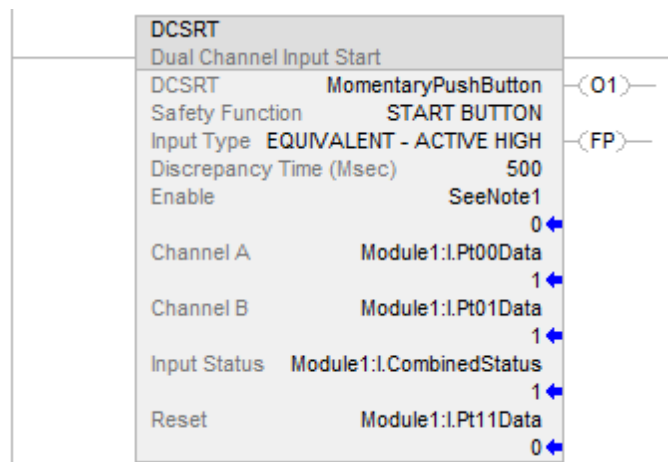 DCSRT
Dual Channel Input Start
DCSRT MomentaryPushButton (O1)
Safety Function START BUTTON
Input Type EQUIVALENT - ACTIVE HIGH (FP)
Discrepancy Time (Msec) 500
Enable SeeNote1
0
Channel A Module1:I.Pt00Data
1
Channel B Module1:I.Pt01Data
1
Input Status Module1:I.CombinedStatus
1
Reset Module1:I.Pt11Data
0